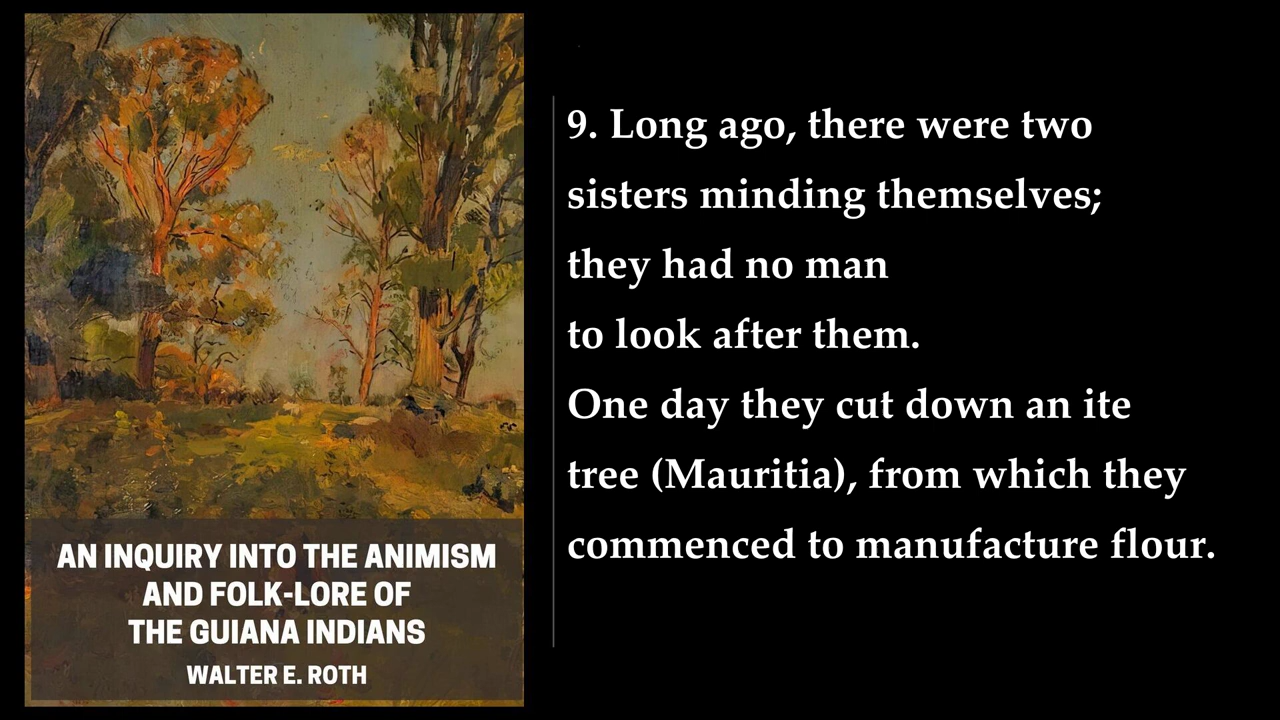 AN INQUIRY INTO THE ANIMISM
AND FOLK-LORE OF
THE GUIANA INDIANS
WALTER E. ROTH
9. Long ago, there were two
sisters minding themselves;
they had no man
to look after them.
One day they cut down an ite
tree (Mauritia), from which they
commenced to manufacture flour.